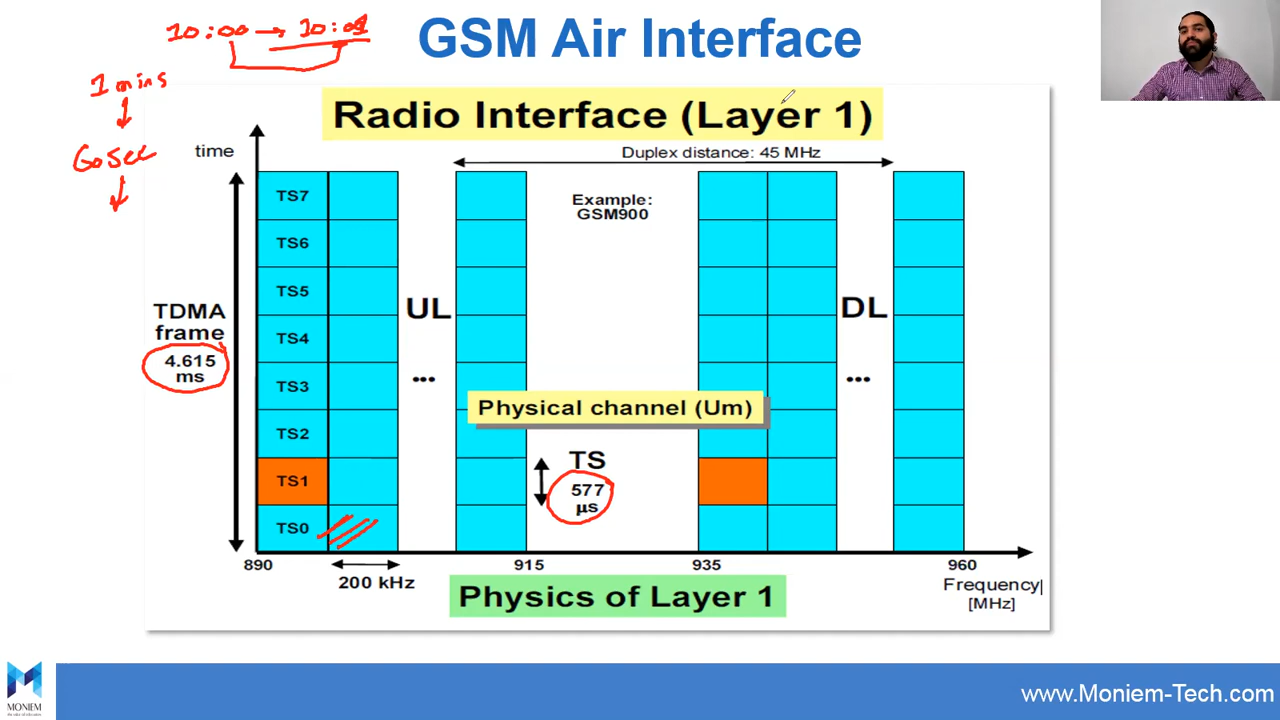 10:00 → 10:01
GSM Air Interface
1 mins
60 Sec
Radio Interface (Layer 1)
time
Duplex distance: 45 MHz
TS7
Example:
GSM900
TS6
TS5
TDMA
frame
4.615
ms
UL
DL
TS4
...
...
TS3
Physical channel (Um)
TS2
TS
577
µs
TS1
TS0
890
915
935
960
200 kHz
Frequency
[MHz]
Physics of Layer 1
MONIEM
www.Moniem-Tech.com